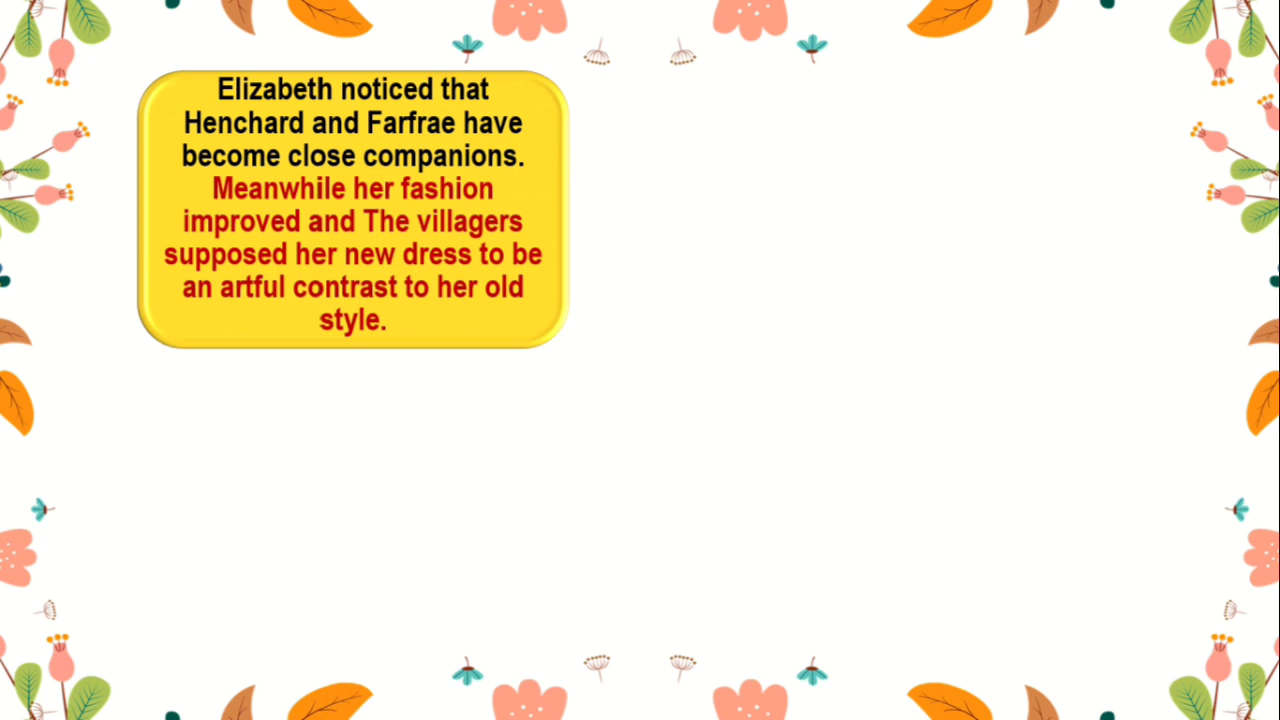 Elizabeth noticed that
Henchard and Farfrae have
become close companions.
Meanwhile her fashion
improved and The villagers
supposed her new dress to be
an artful contrast to her old
style.